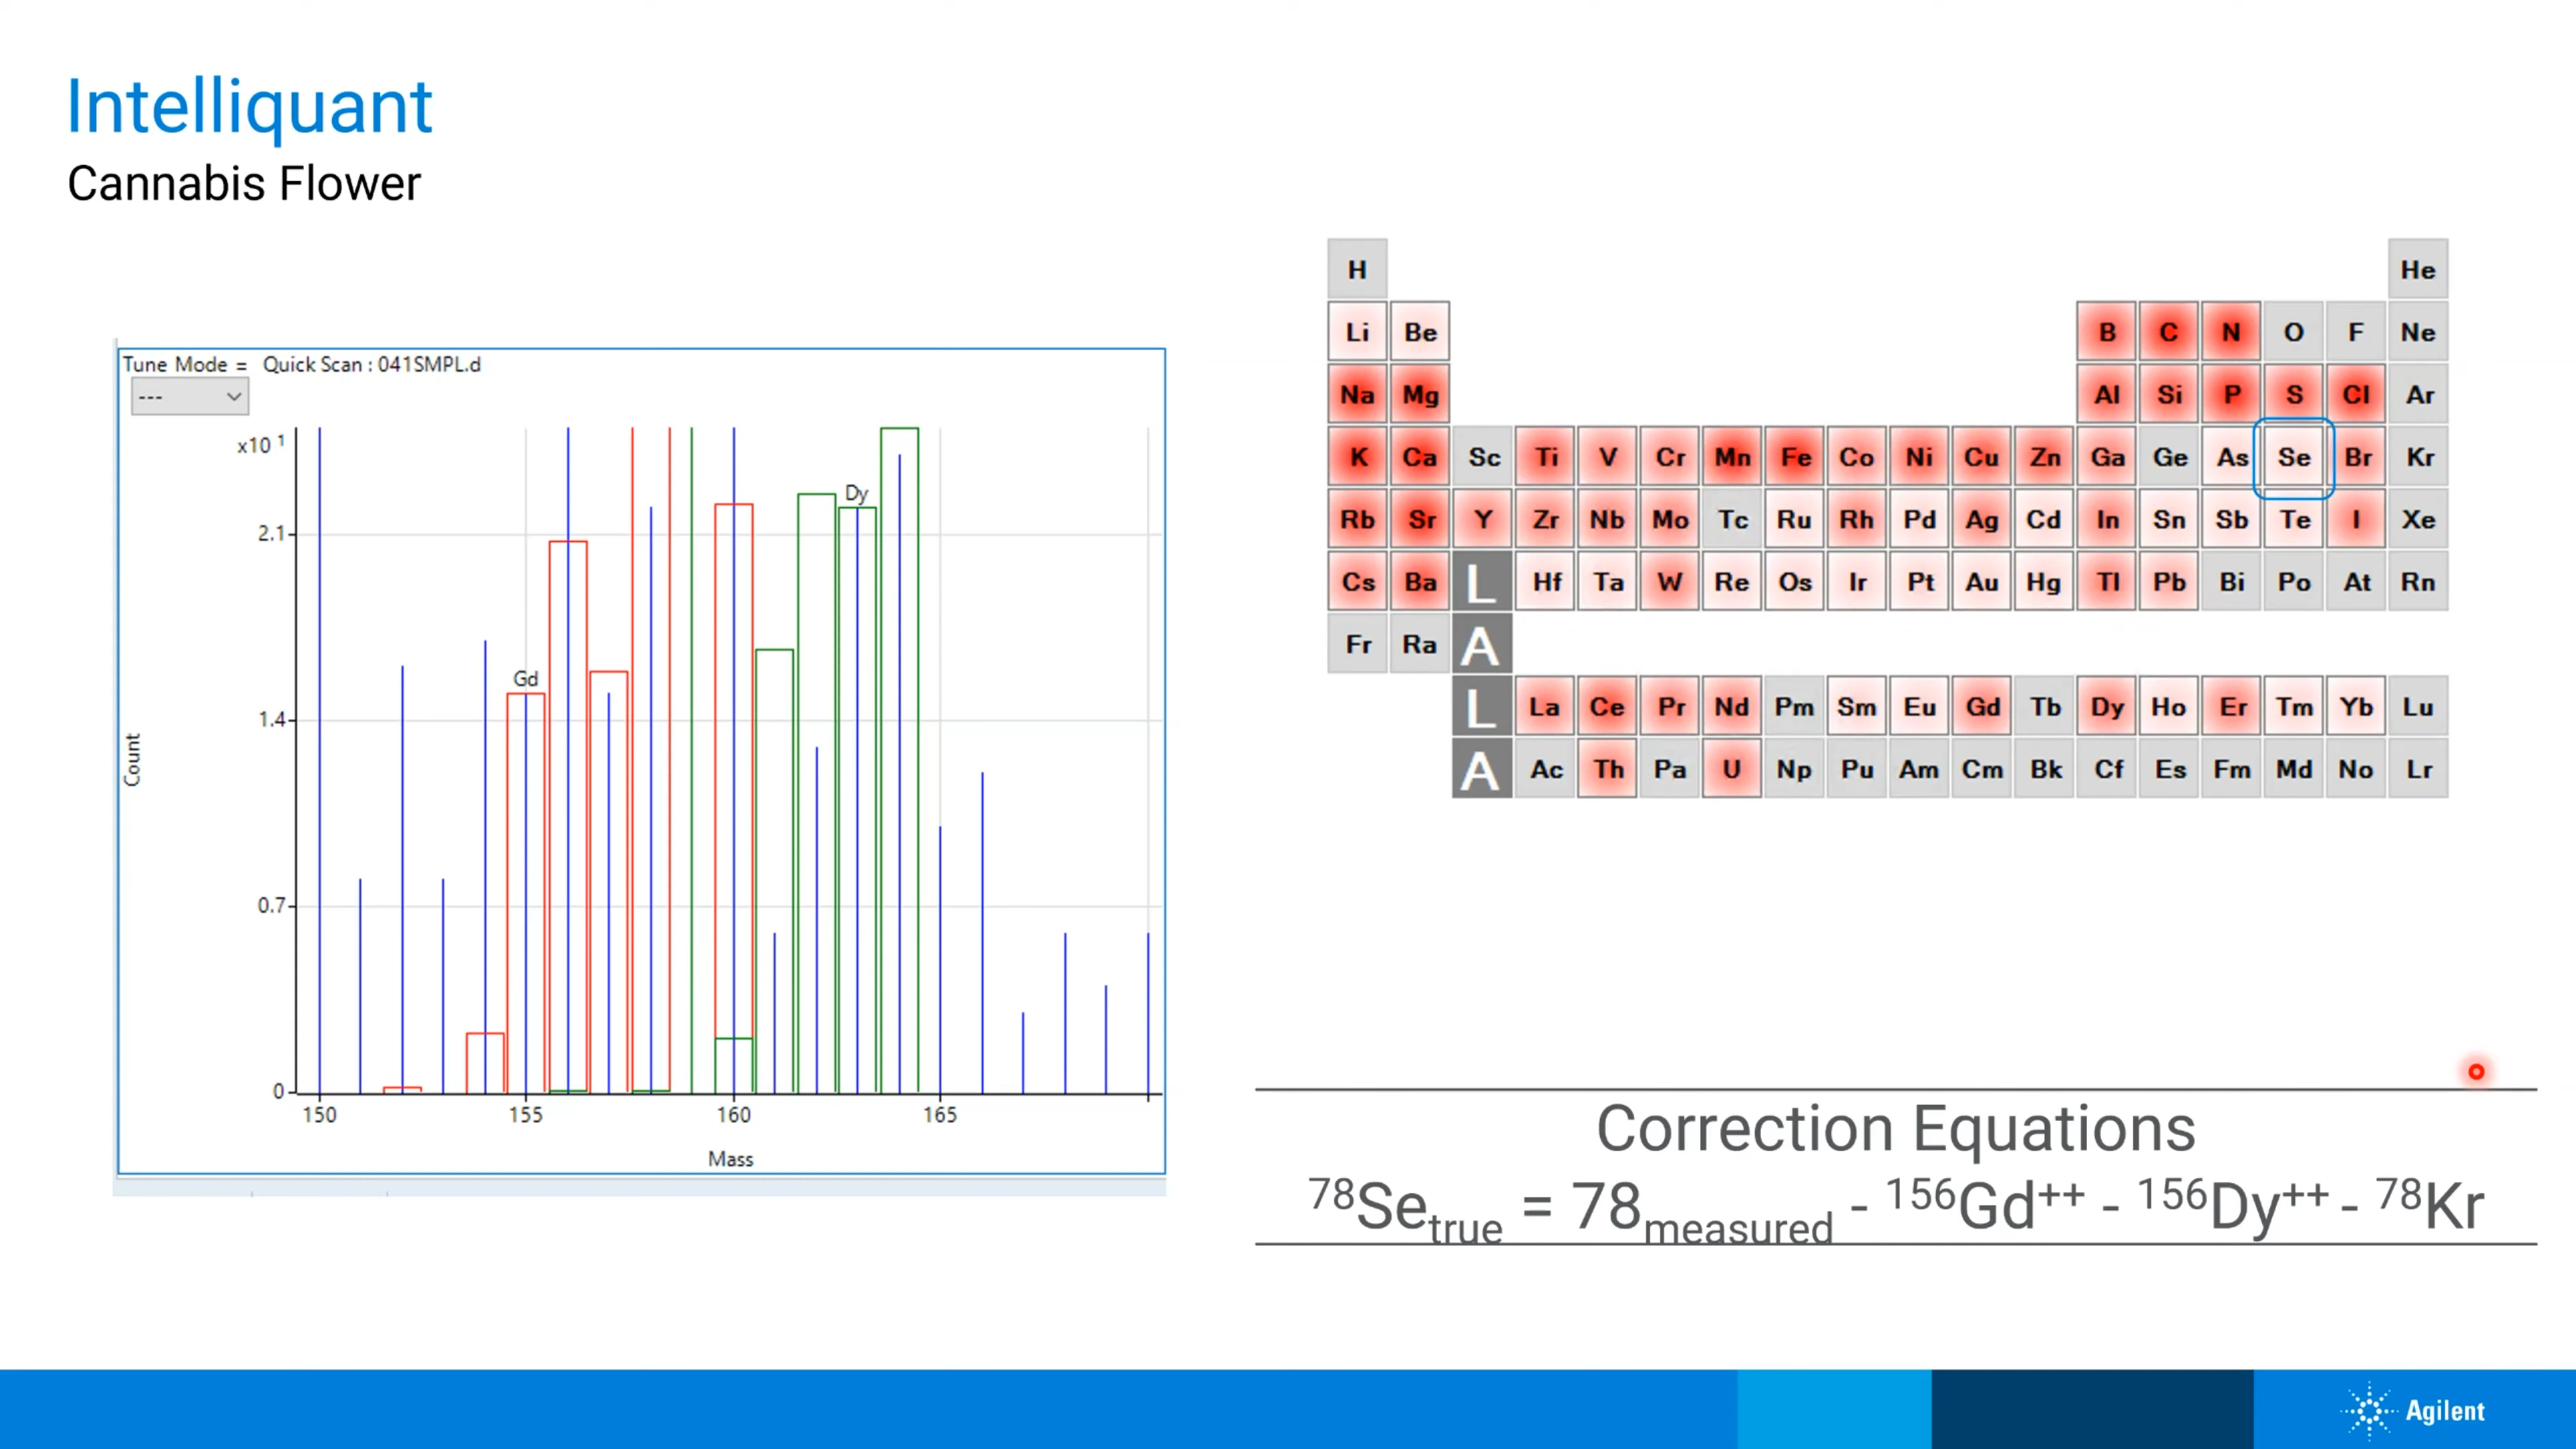 Intelliquant
Cannabis Flower
Tune Mode = Quick Scan : 041SMPL.d
---
x10 1
2.1
1.4
0.7
0
Count
Gd
Dy
150 155 160 165
Mass
H He
Li Be B C N O F Ne
Na Mg Al Si P S Cl Ar
K Ca Sc Ti V Cr Mn Fe Co Ni Cu Zn Ga Ge As Se Br Kr
Rb Sr Y Zr Nb Mo Tc Ru Rh Pd Ag Cd In Sn Sb Te I Xe
Cs Ba L Hf Ta W Re Os Ir Pt Au Hg Tl Pb Bi Po At Rn
Fr Ra A
L La Ce Pr Nd Pm Sm Eu Gd Tb Dy Ho Er Tm Yb Lu
A Ac Th Pa U Np Pu Am Cm Bk Cf Es Fm Md No Lr
Correction Equations
⁷⁸Se_true = 78_measured - ¹⁵⁶Gd⁺⁺ - ¹⁵⁶Dy⁺⁺ - ⁷⁸Kr
Agilent